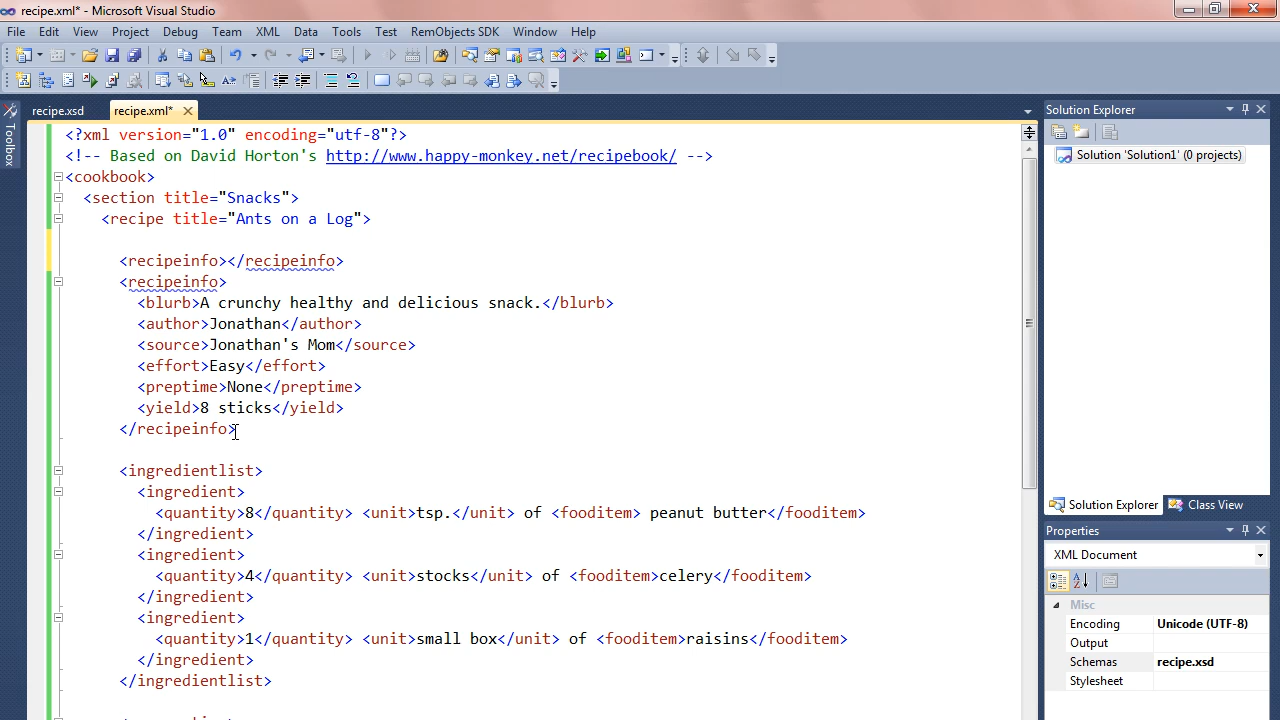 recipe.xml* - Microsoft Visual Studio
File Edit View Project Debug Team XML Data Tools Test RemObjects SDK Window Help
recipe.xsd recipe.xml*
Toolbox
<?xml version="1.0" encoding="utf-8"?>
<!-- Based on David Horton's http://www.happy-monkey.net/recipebook/ -->
<cookbook>
<section title="Snacks">
<recipe title="Ants on a Log">
<recipeinfo></recipeinfo>
<recipeinfo>
<blurb>A crunchy healthy and delicious snack.</blurb>
<author>Jonathan</author>
<source>Jonathan's Mom</source>
<effort>Easy</effort>
<preptime>None</preptime>
<yield>8 sticks</yield>
</recipeinfo>
<ingredientlist>
<ingredient>
<quantity>8</quantity> <unit>tsp.</unit> of <fooditem> peanut butter</fooditem>
</ingredient>
<ingredient>
<quantity>4</quantity> <unit>stocks</unit> of <fooditem>celery</fooditem>
</ingredient>
<ingredient>
<quantity>1</quantity> <unit>small box</unit> of <fooditem>raisins</fooditem>
</ingredient>
</ingredientlist>
Solution Explorer
Solution 'Solution1' (0 projects)
Solution Explorer Class View
Properties
XML Document
Misc
Encoding Unicode (UTF-8)
Output
Schemas recipe.xsd
Stylesheet